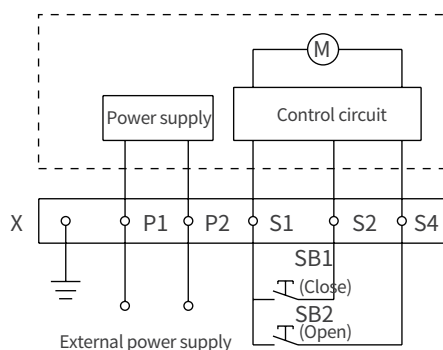 M
Power supply
Control circuit
X P1 P2 S1 S2 S4
SB1
(Close)
SB2
(Open)
External power supply